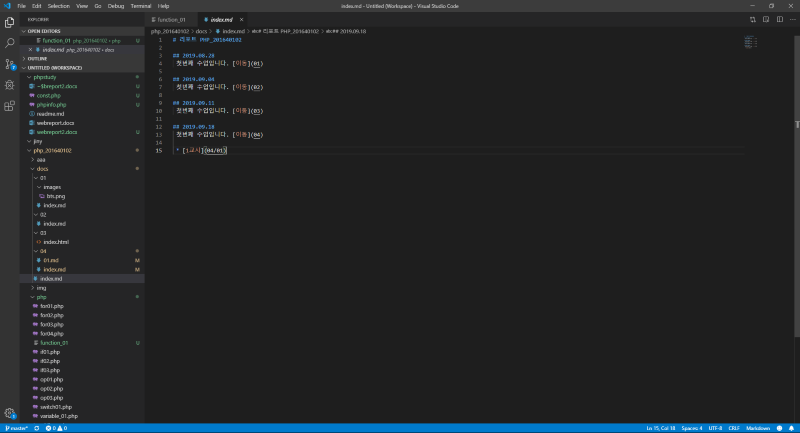 File Edit Selection View Go Debug Terminal Help
index.md - Untitled (Workspace) - Visual Studio Code
EXPLORER
OPEN EDITORS
function_01 php_201640102 • php U
index.md php_201640102 • docs
OUTLINE
UNTITLED (WORKSPACE)
phpstudy
~$breport2.docs U
const.php U
phpinfo.php U
readme.md
webreport.docs
webreport2.docs U
jiny
php_201640102
aaa
docs
01
images
bts.png
index.md
02
index.md
03
index.html
04
01.md M
index.md M
index.md
img
php
for01.php
for02.php
for03.php
for04.php
function_01 U
if01.php
if02.php
if03.php
op01.php
op02.php
op03.php
switch01.php
variable_01.php
function_01
index.md
php_201640102 > docs > index.md > # 리포트 PHP_201640102 > ## 2019.09.18
1 # 리포트 PHP_201640102
2
3 ## 2019.08.28
4 첫번째 수업입니다. [이동](01)
5
6 ## 2019.09.04
7 첫번째 수업입니다. [이동](02)
8
9 ## 2019.09.11
10 첫번째 수업입니다. [이동](03)
11
12 ## 2019.09.18
13 첫번째 수업입니다. [이동](04)
14
15 * [1교시](04/01)
master* 0 0
Ln 15, Col 18 Spaces: 4 UTF-8 CRLF Markdown